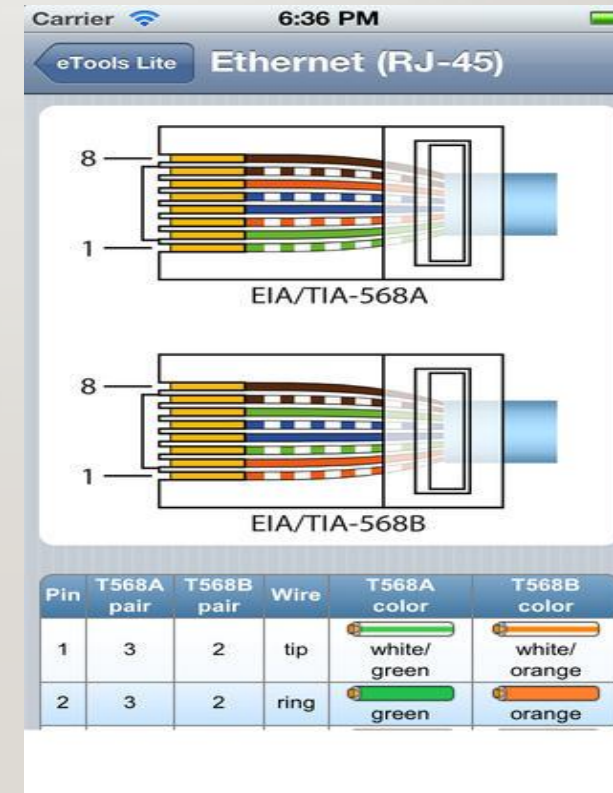 Carrier 6:36 PM
eTools Lite Ethernet (RJ-45)
8
1
EIA/TIA-568A
8
1
EIA/TIA-568B
Pin T568A pair T568B pair Wire T568A color T568B color
1 3 2 tip white/green white/orange
2 3 2 ring green orange